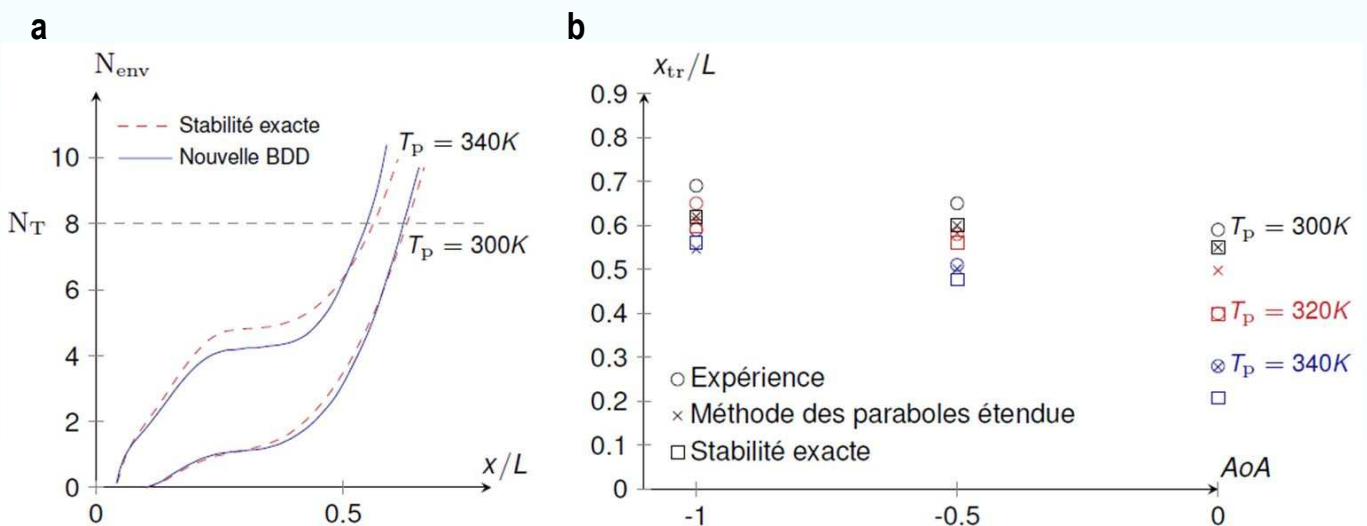 a
N_env
Stabilité exacte
Nouvelle BDD
T_p = 340K
10
N_T 8
T_p = 300K
6
4
2
x/L
0
0 0.5
b
x_tr/L
0.9
0.8
0.7
0.6
T_p = 300K
0.5
0.4
T_p = 320K
0.3
T_p = 340K
Expérience
0.2
Méthode des paraboles étendue
0.1
Stabilité exacte
AoA
0
-1 -0.5 0